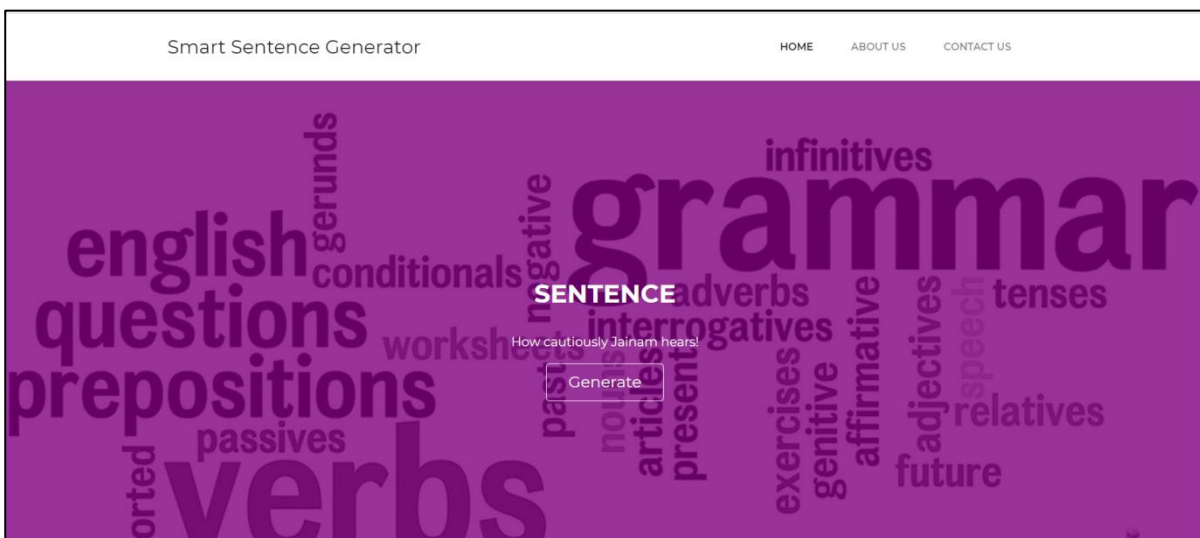 Smart Sentence Generator
HOME ABOUT US CONTACT US
gerunds
infinitives
grammar
negative
english
conditionals
SENTENCE
adverbs
adjectives
speech
tenses
questions
worksheets
interrogatives
affirmative
How cautiously Jainam hears!
Generate
prepositions
past
nouns
articles
present
exercises
genitive
relatives
passives
future
orted
verbs